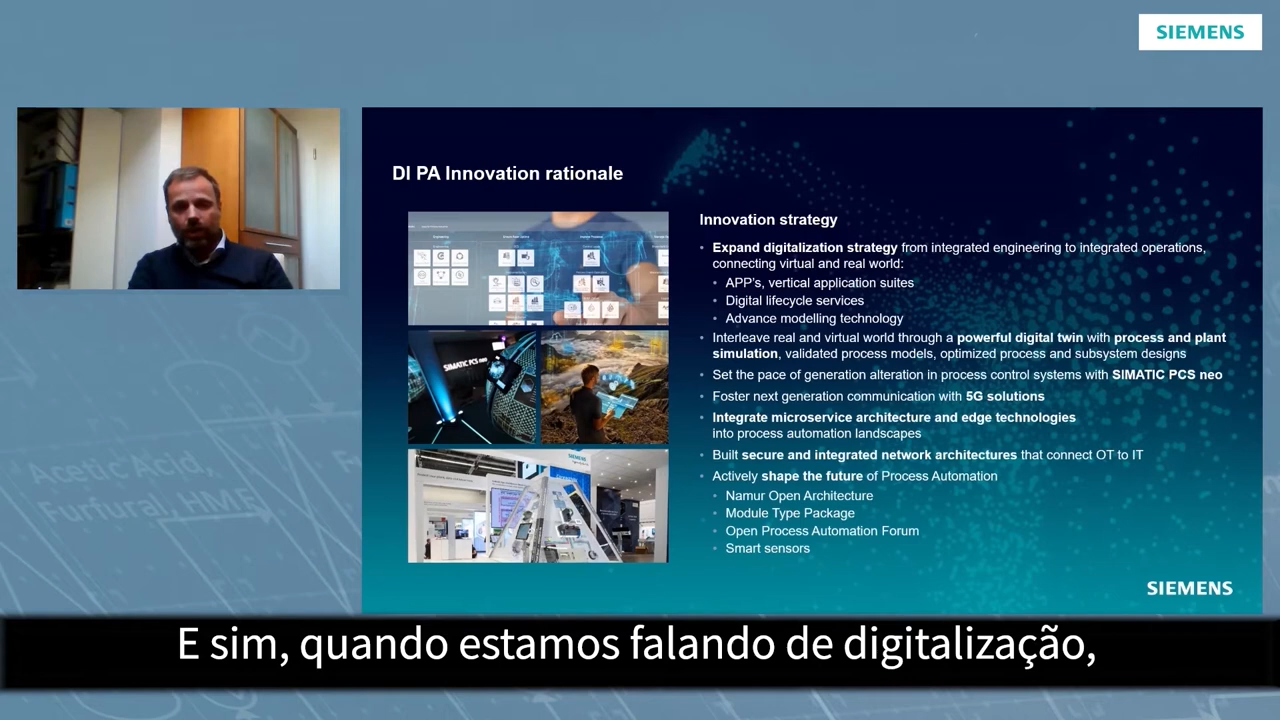 SIEMENS
DI PA Innovation rationale
SIMATIC PCS neo
SIEMENS
Innovation strategy
• Expand digitalization strategy from integrated engineering to integrated operations,
connecting virtual and real world:
• APP's, vertical application suites
• Digital lifecycle services
• Advance modelling technology
• Interleave real and virtual world through a powerful digital twin with process and plant
simulation, validated process models, optimized process and subsystem designs
• Set the pace of generation alteration in process control systems with SIMATIC PCS neo
• Foster next generation communication with 5G solutions
• Integrate microservice architecture and edge technologies
into process automation landscapes
• Built secure and integrated network architectures that connect OT to IT
• Actively shape the future of Process Automation
• Namur Open Architecture
• Module Type Package
• Open Process Automation Forum
• Smart sensors
SIEMENS
Acetic acid,
E sim, quando estamos falando de digitalização,